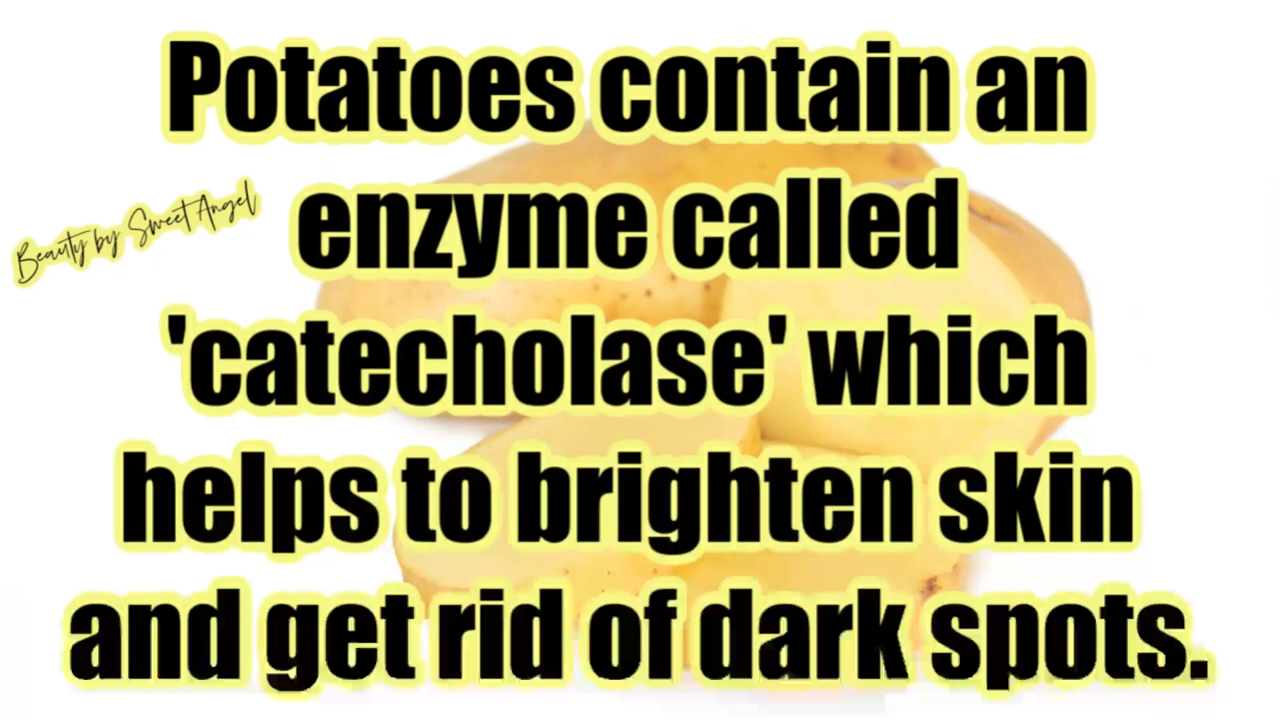 Potatoes contain an
Beauty by Sweet Angel
enzyme called
'catecholase' which
helps to brighten skin
and get rid of dark spots.